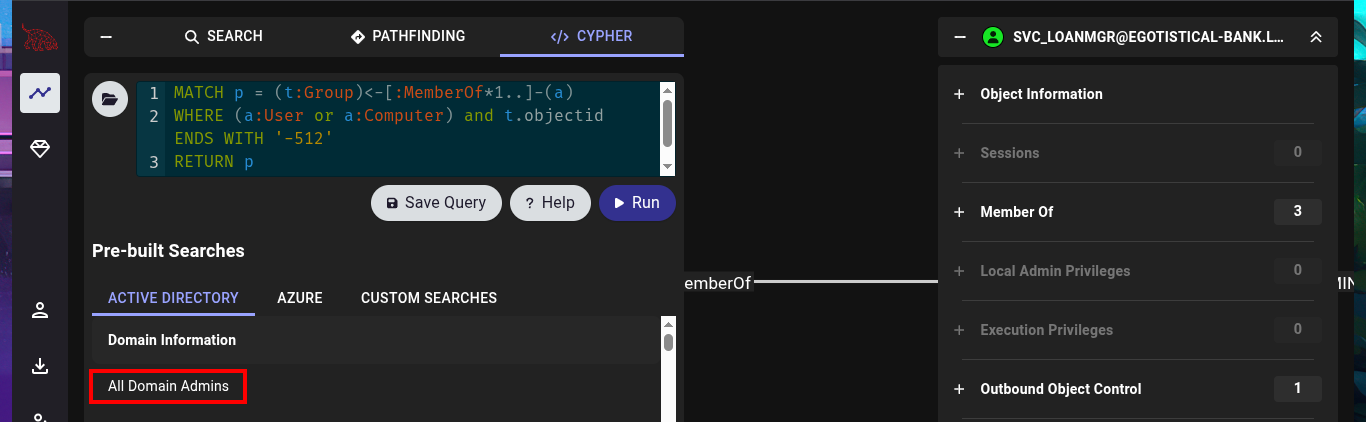 SEARCH
PATHFINDING
</> CYPHER
1 MATCH p = (t:Group)<-[:MemberOf*1..]-(a)
2 WHERE (a:User or a:Computer) and t.objectid
ENDS WITH '-512'
3 RETURN p
Save Query
? Help
Run
Pre-built Searches
ACTIVE DIRECTORY
AZURE
CUSTOM SEARCHES
Domain Information
All Domain Admins
emberOf
SVC_LOANMGR@EGOTISTICAL-BANK.L...
Object Information
Sessions 0
Member Of 3
Local Admin Privileges 0
Execution Privileges 0
Outbound Object Control 1
MIN